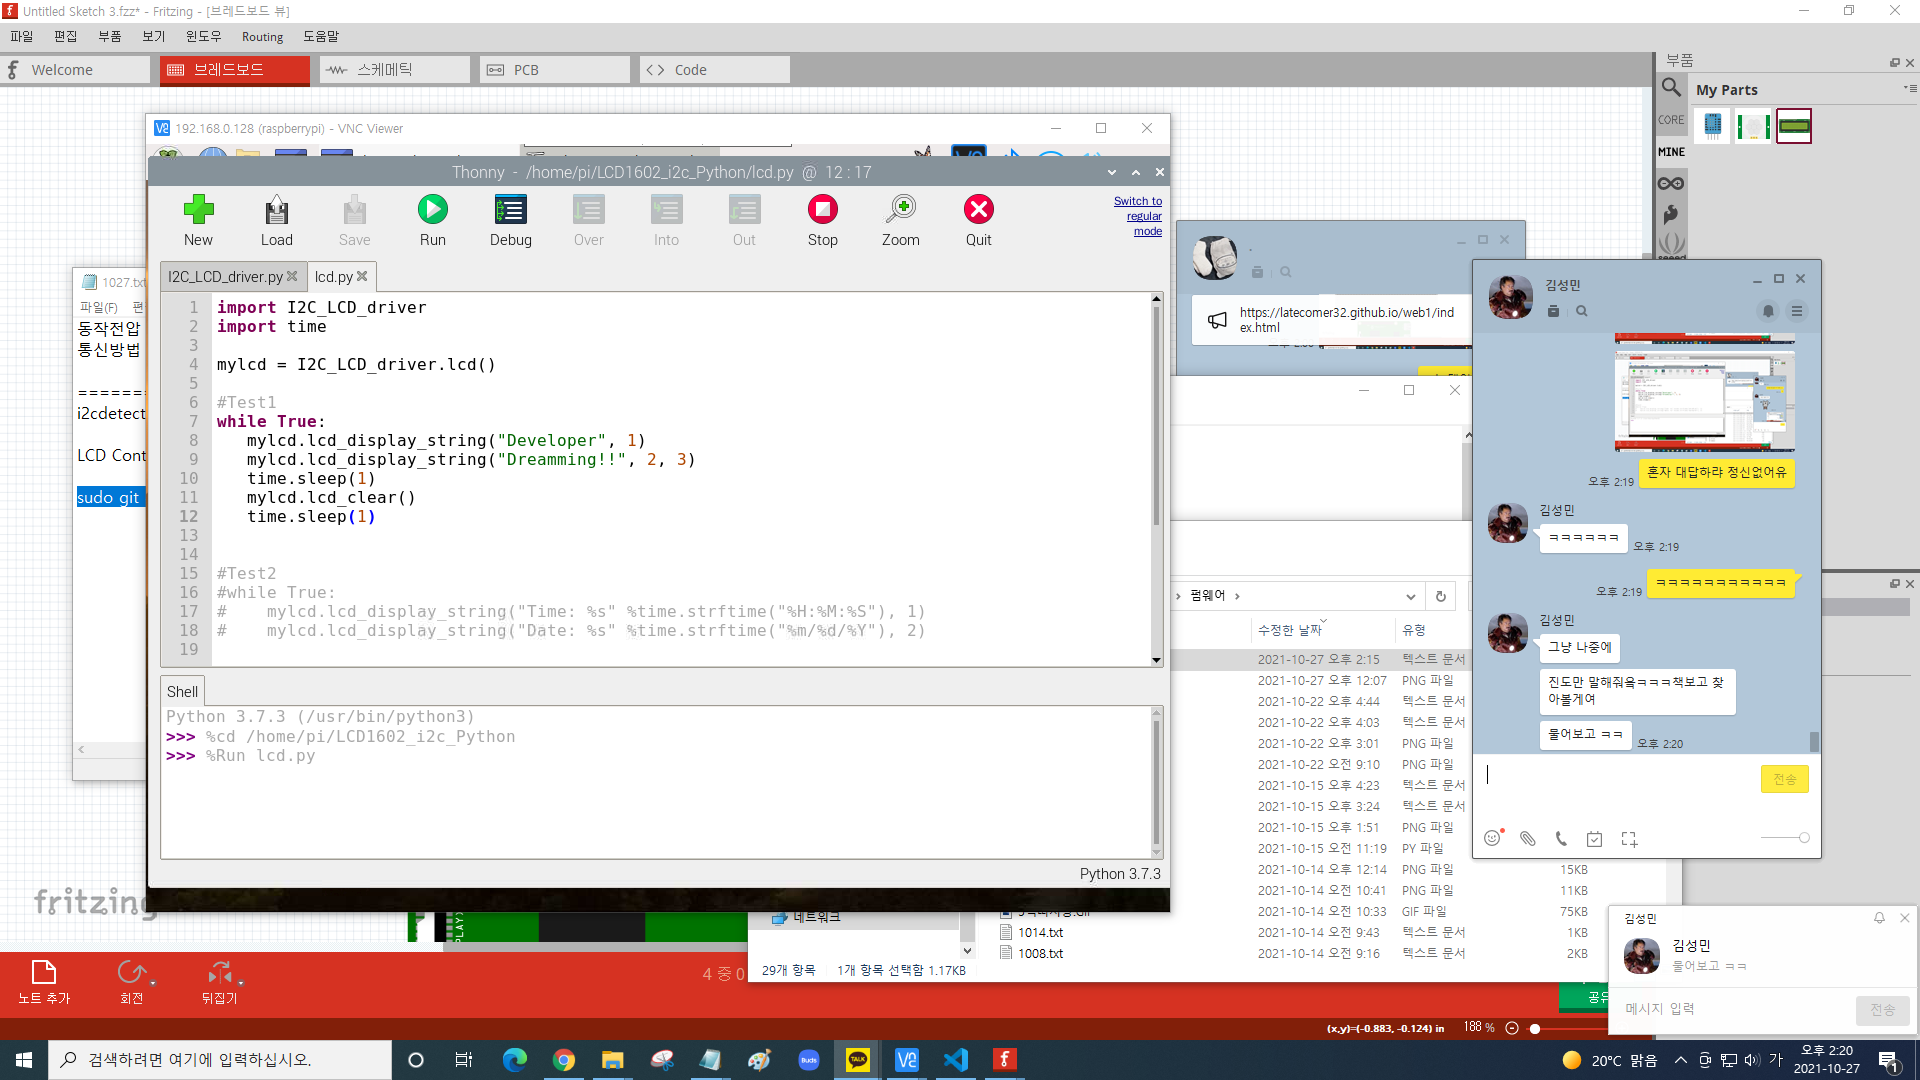 Untitled Sketch 3.fzz* - Fritzing - [브레드보드 뷰]
파일 편집 부품 보기 윈도우 Routing 도움말
Welcome
브레드보드
스케메틱
PCB
Code
부품
My Parts
CORE
MINE
192.168.0.128 (raspberrypi) - VNC Viewer
Thonny - /home/pi/LCD1602_i2c_Python/lcd.py @ 12 : 17
New
Load
Save
Run
Debug
Over
Into
Out
Stop
Zoom
Quit
Switch to
regular
mode
I2C_LCD_driver.py
lcd.py
1 import I2C_LCD_driver
2 import time
3
4 mylcd = I2C_LCD_driver.lcd()
5
6 #Test1
7 while True:
8 mylcd.lcd_display_string("Developer", 1)
9 mylcd.lcd_display_string("Dreamming!!", 2, 3)
10 time.sleep(1)
11 mylcd.lcd_clear()
12 time.sleep(1)
13
14
15 #Test2
16 #while True:
17 # mylcd.lcd_display_string("Time: %s" %time.strftime("%H:%M:%S"), 1)
18 # mylcd.lcd_display_string("Date: %s" %time.strftime("%m/%d/%Y"), 2)
19
Shell
Python 3.7.3 (/usr/bin/python3)
>>> %cd /home/pi/LCD1602_i2c_Python
>>> %Run lcd.py
Python 3.7.3
1027.txt
파일(F) 편
동작전압
통신방법
i2cdetect
LCD Cont
sudo git
https://latecomer32.github.io/web1/ind
ex.html
김성민
혼자 대답하랴 정신없어유
오후 2:19
김성민
ㅋㅋㅋㅋㅋㅋ
오후 2:19
ㅋㅋㅋㅋㅋㅋㅋㅋㅋㅋㅋ
오후 2:19
김성민
그냥 나중에
진도만 말해줘욬ㅋㅋㅋ책보고 찾
아볼게여
물어보고 ㅋㅋ
오후 2:20
전송
펌웨어
수정한 날짜 유형
2021-10-27 오후 2:15 텍스트 문서
2021-10-27 오후 12:07 PNG 파일
2021-10-22 오후 4:44 텍스트 문서
2021-10-22 오후 4:03 텍스트 문서
2021-10-22 오후 3:01 PNG 파일
2021-10-22 오전 9:10 PNG 파일
2021-10-15 오후 4:23 텍스트 문서
2021-10-15 오후 3:24 텍스트 문서
2021-10-15 오후 1:51 PNG 파일
2021-10-15 오전 11:19 PY 파일
2021-10-14 오후 12:14 PNG 파일 15KB
2021-10-14 오전 10:41 PNG 파일 11KB
2021-10-14 오전 10:33 GIF 파일 75KB
1014.txt 2021-10-14 오전 9:43 텍스트 문서 1KB
1008.txt 2021-10-14 오전 9:16 텍스트 문서 2KB
네트워크
29개 항목 1개 항목 선택함 1.17KB
fritzing
노트 추가
회전
뒤집기
4 중 0
공유
(x,y)=(-0.883, -0.124) in 188 %
김성민
김성민
물어보고 ㅋㅋ
메시지 입력
전송
검색하려면 여기에 입력하십시오.
Buds
TALK
20°C 맑음
가
오후 2:20
2021-10-27
1